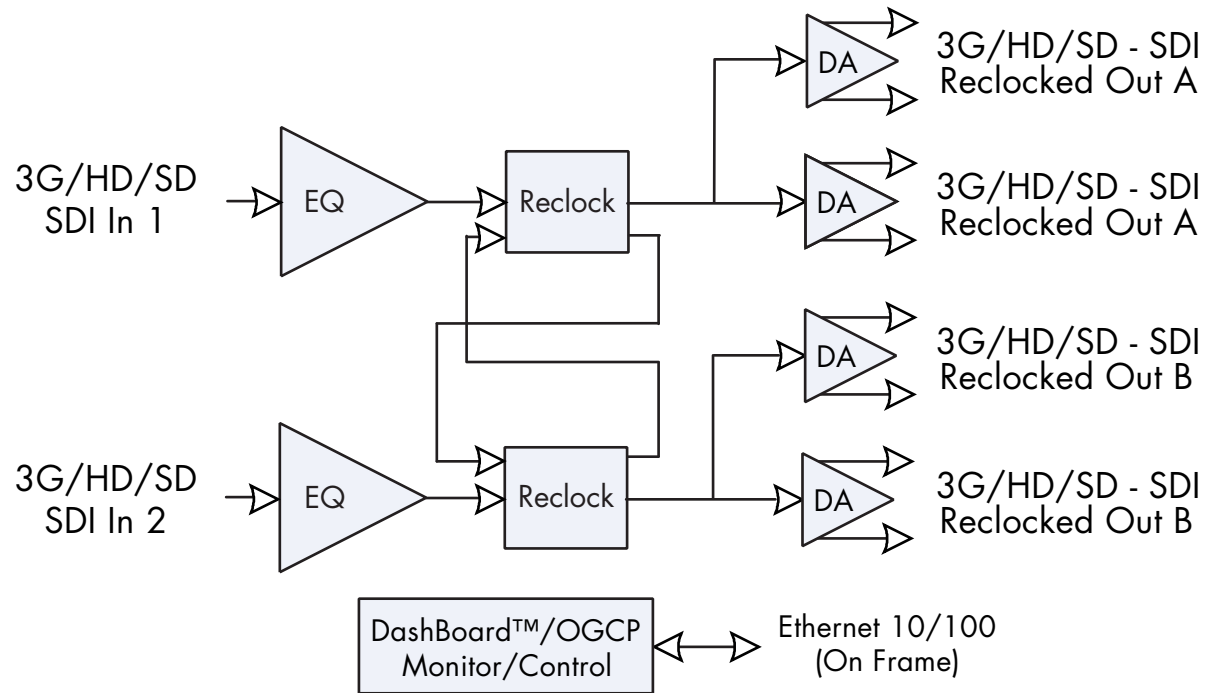 DA
3G/HD/SD - SDI
Reclocked Out A
3G/HD/SD
SDI In 1
EQ
Reclock
DA
3G/HD/SD - SDI
Reclocked Out A
DA
3G/HD/SD - SDI
Reclocked Out B
3G/HD/SD
SDI In 2
EQ
Reclock
DA
3G/HD/SD - SDI
Reclocked Out B
DashBoard™/OGCP
Monitor/Control
Ethernet 10/100
(On Frame)